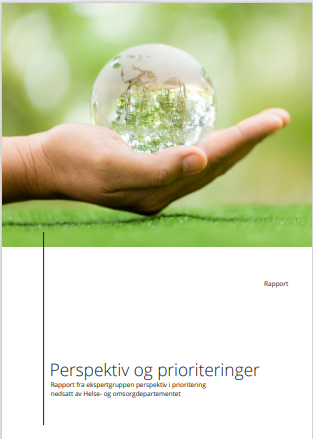 Rapport
Perspektiv og prioriteringer
Rapport fra ekspertgruppen perspektiv i prioritering
nedsatt av Helse- og omsorgdepartementet